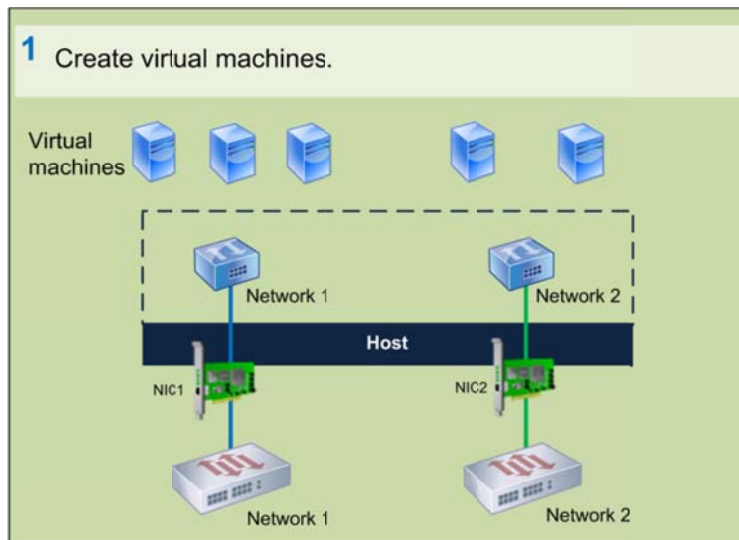 1 Create virtual machines.
Virtual
machines
Network 1
Network 2
Host
NIC1
NIC2
Network 1
Network 2